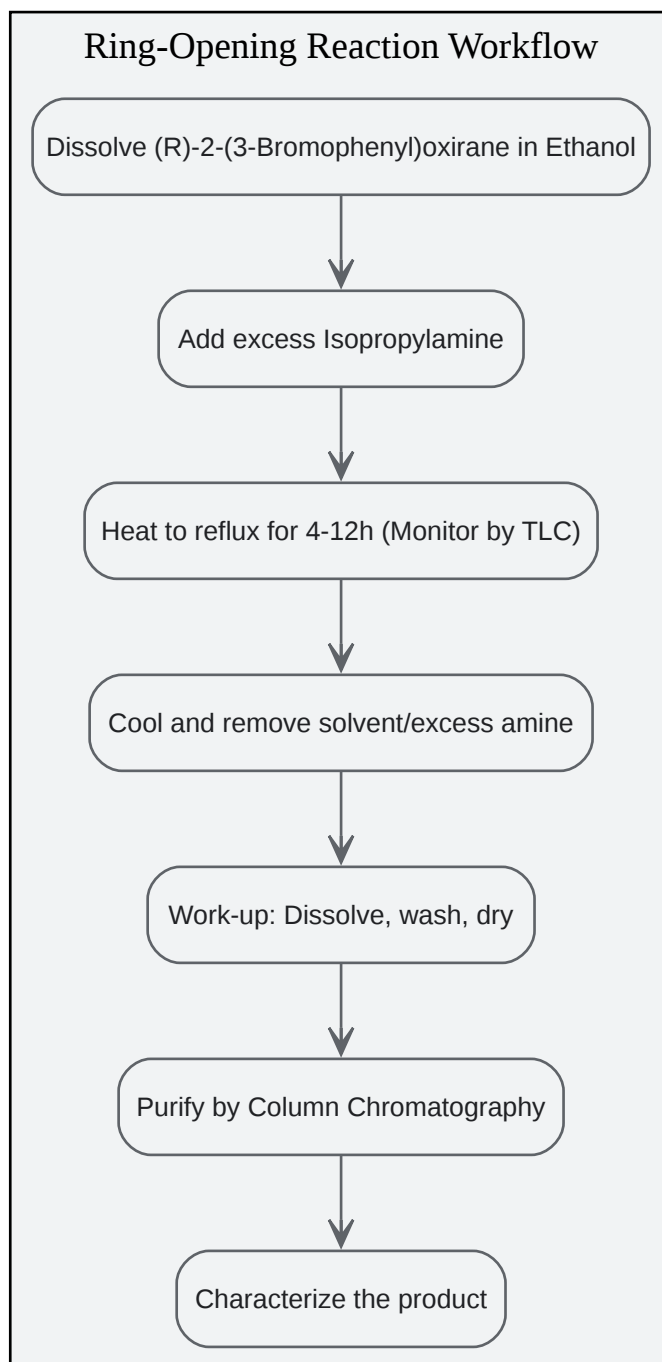 Ring-Opening Reaction Workflow
Dissolve (R)-2-(3-Bromophenyl)oxirane in Ethanol
Add excess Isopropylamine
Heat to reflux for 4-12h (Monitor by TLC)
Cool and remove solvent/excess amine
Work-up: Dissolve, wash, dry
Purify by Column Chromatography
Characterize the product